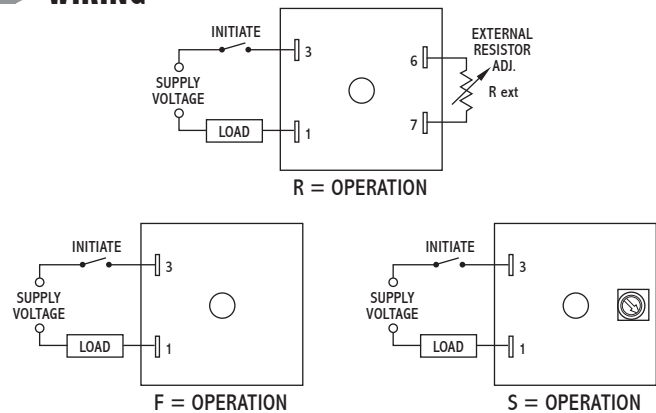 WIRING
INITIATE
3
SUPPLY
VOLTAGE
LOAD
1
6
7
EXTERNAL
RESISTOR
ADJ.
R ext
R = OPERATION
INITIATE
3
SUPPLY
VOLTAGE
LOAD
1
F = OPERATION
INITIATE
3
SUPPLY
VOLTAGE
LOAD
1
S = OPERATION